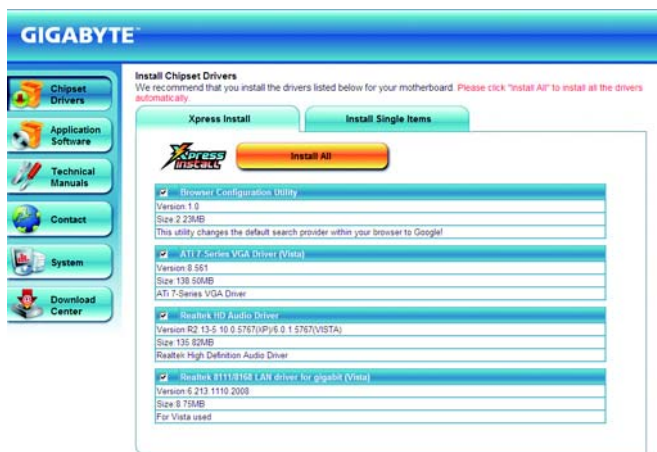 GIGABYTE
Chipset
Drivers
Application
Software
Technical
Manuals
Contact
System
Download
Center
Install Chipset Drivers
We recommend that you install the drivers listed below for your motherboard. Please click "Install All" to install all the drivers
automatically.
Xpress Install
Install Single Items
Xpress
INSTALL
Install All
Browser Configuration Utility
Version:1.0
Size:2.23MB
This utility changes the default search provider within your browser to Google!
ATI 7-Series VGA Driver (Vista)
Version:8.561
Size:138.50MB
ATi 7-Series VGA Driver
Realtek HD Audio Driver
Version:R2.13-5.10.0.5767(XP)/6.0.1.5767(VISTA)
Size:135.82MB
Realtek High Definition Audio Driver
Realtek 8111/8168 LAN driver for gigabit (Vista)
Version:6.213.1110.2008
Size:8.75MB
For Vista used